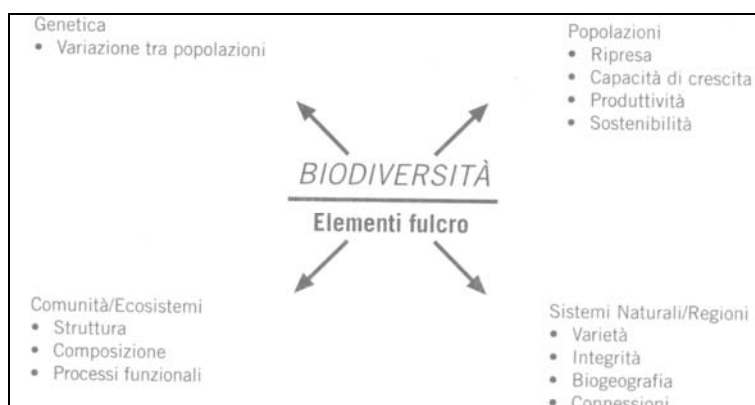 Genetica
• Variazione tra popolazioni
Popolazioni
• Ripresa
• Capacità di crescita
• Produttività
• Sostenibilità
BIODIVERSITÀ
Elementi fulcro
Comunità/Ecosistemi
• Struttura
• Composizione
• Processi funzionali
Sistemi Naturali/Regioni
• Varietà
• Integrità
• Biogeografia
• Connessioni